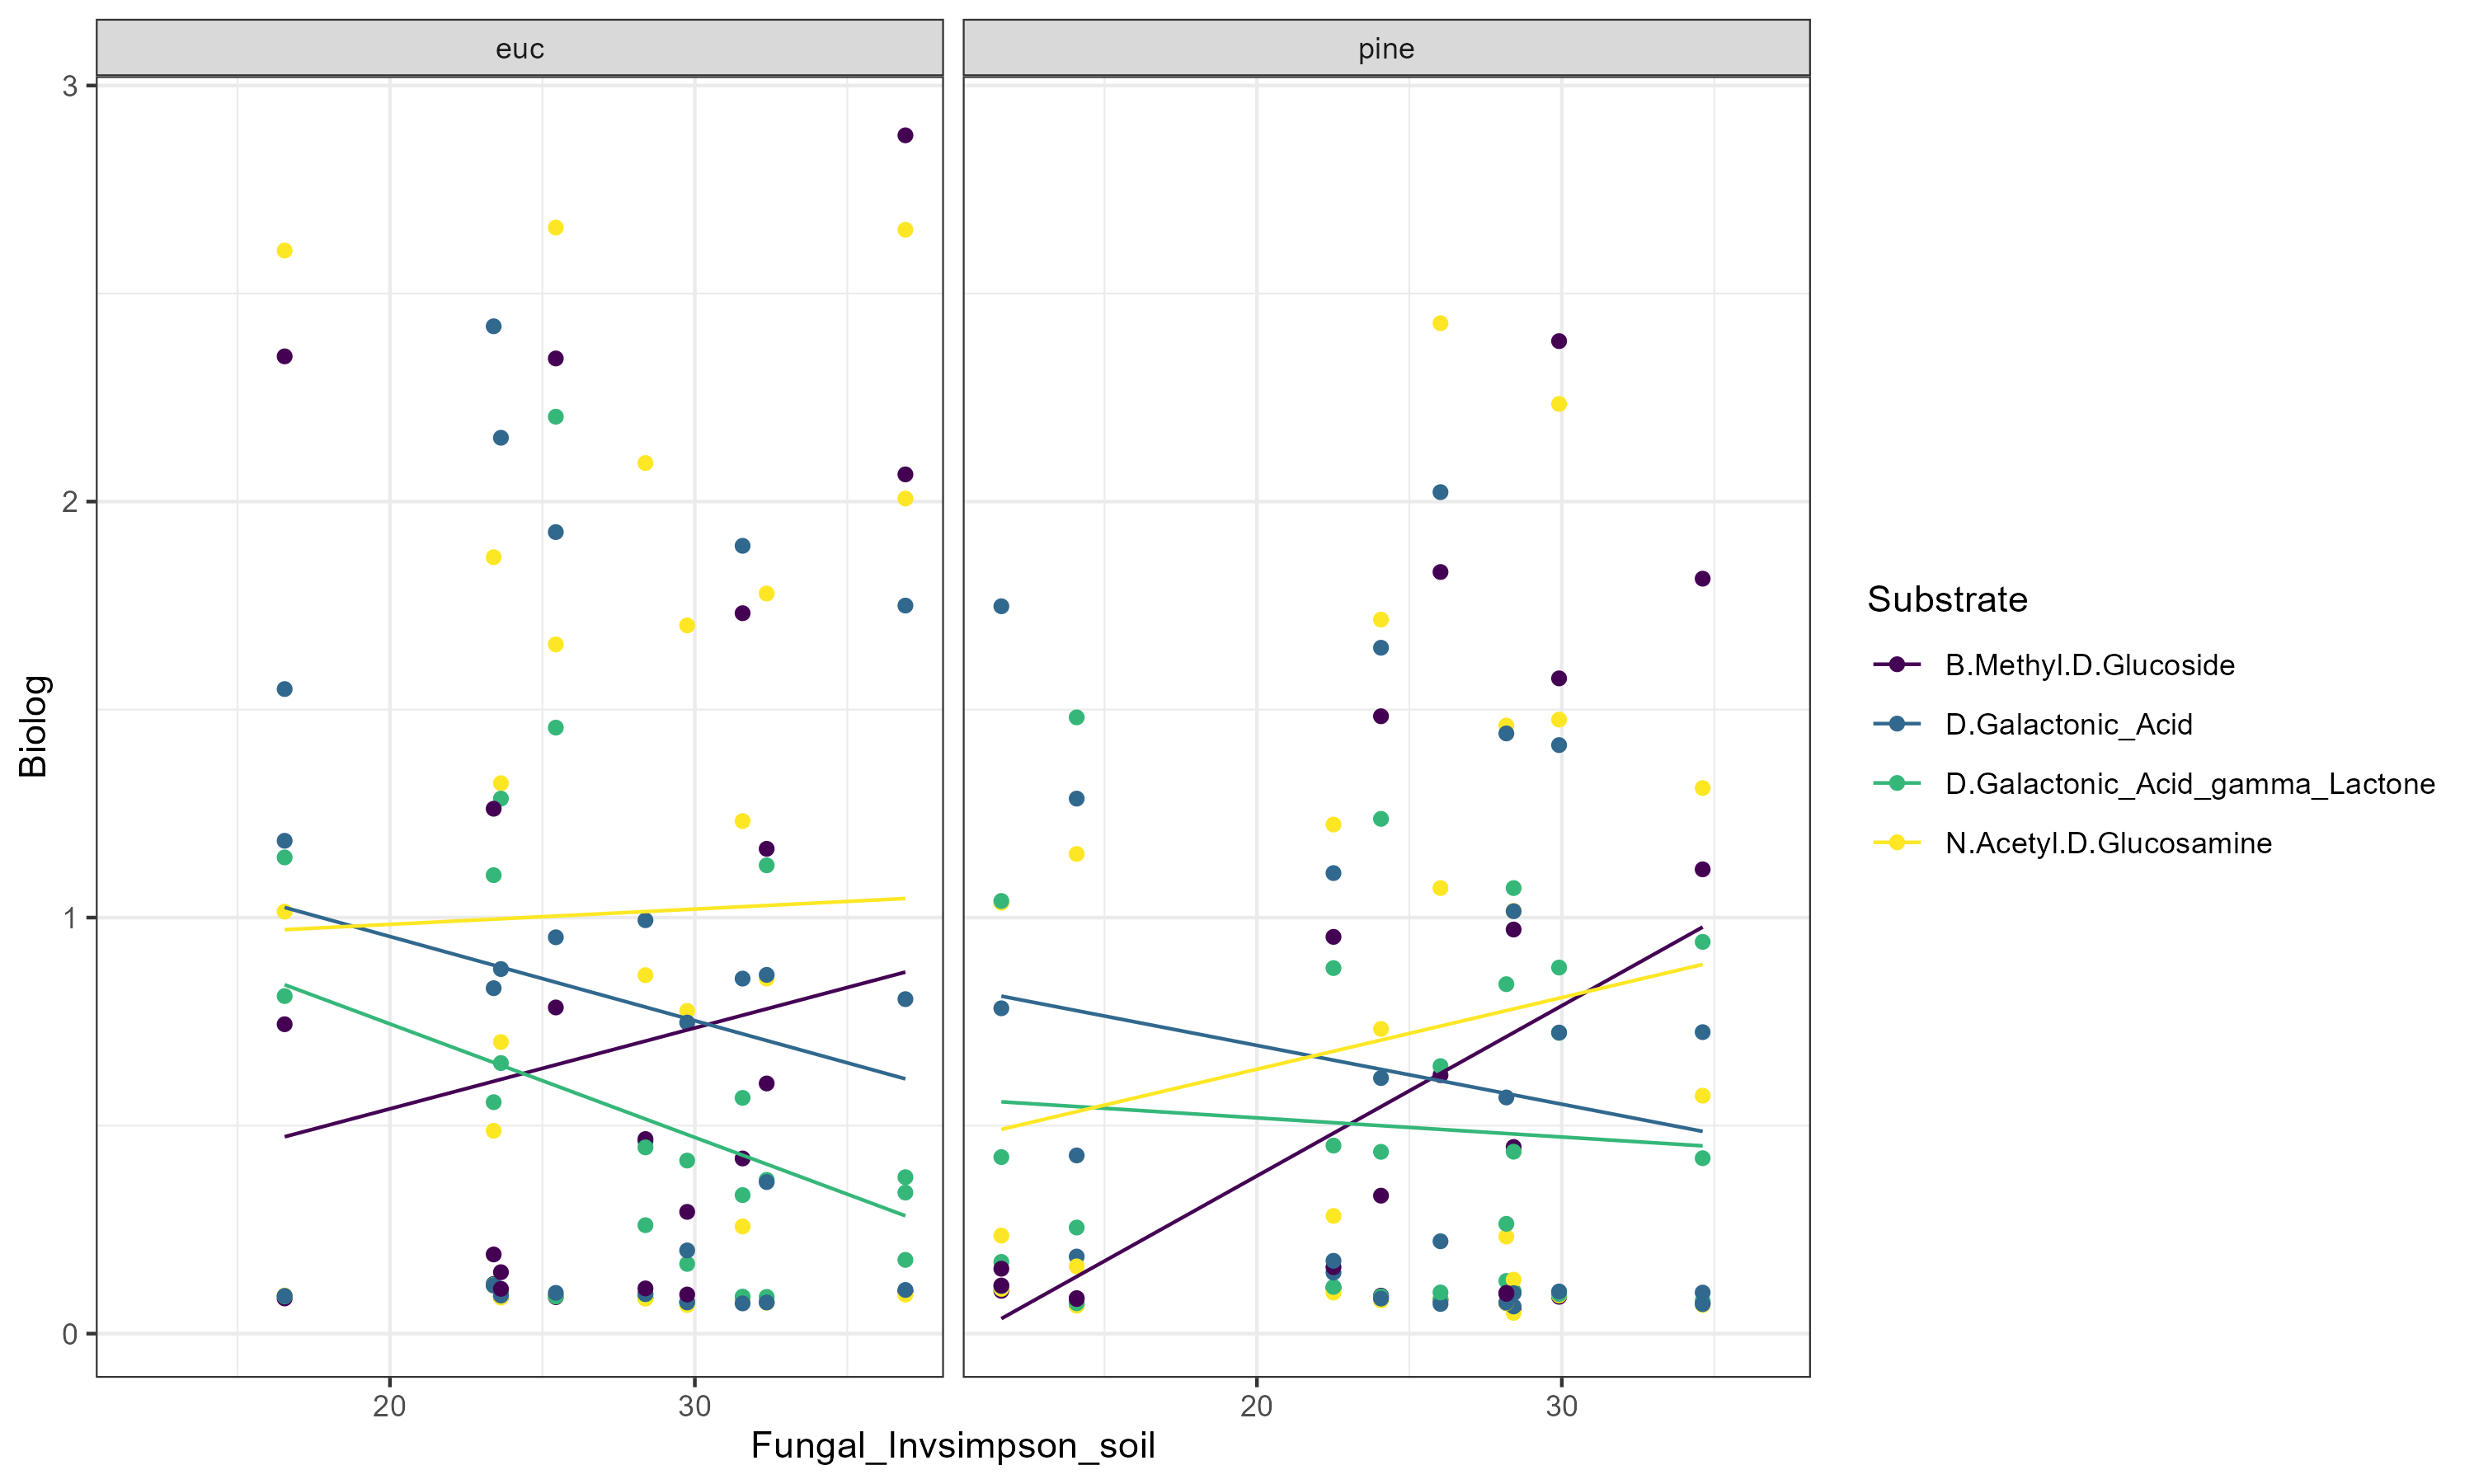 euc
pine
3
2
1
0
Biolog
20
30
20
30
Fungal_Invsimpson_soil
Substrate
B.Methyl.D.Glucoside
D.Galactonic_Acid
D.Galactonic_Acid_gamma_Lactone
N.Acetyl.D.Glucosamine